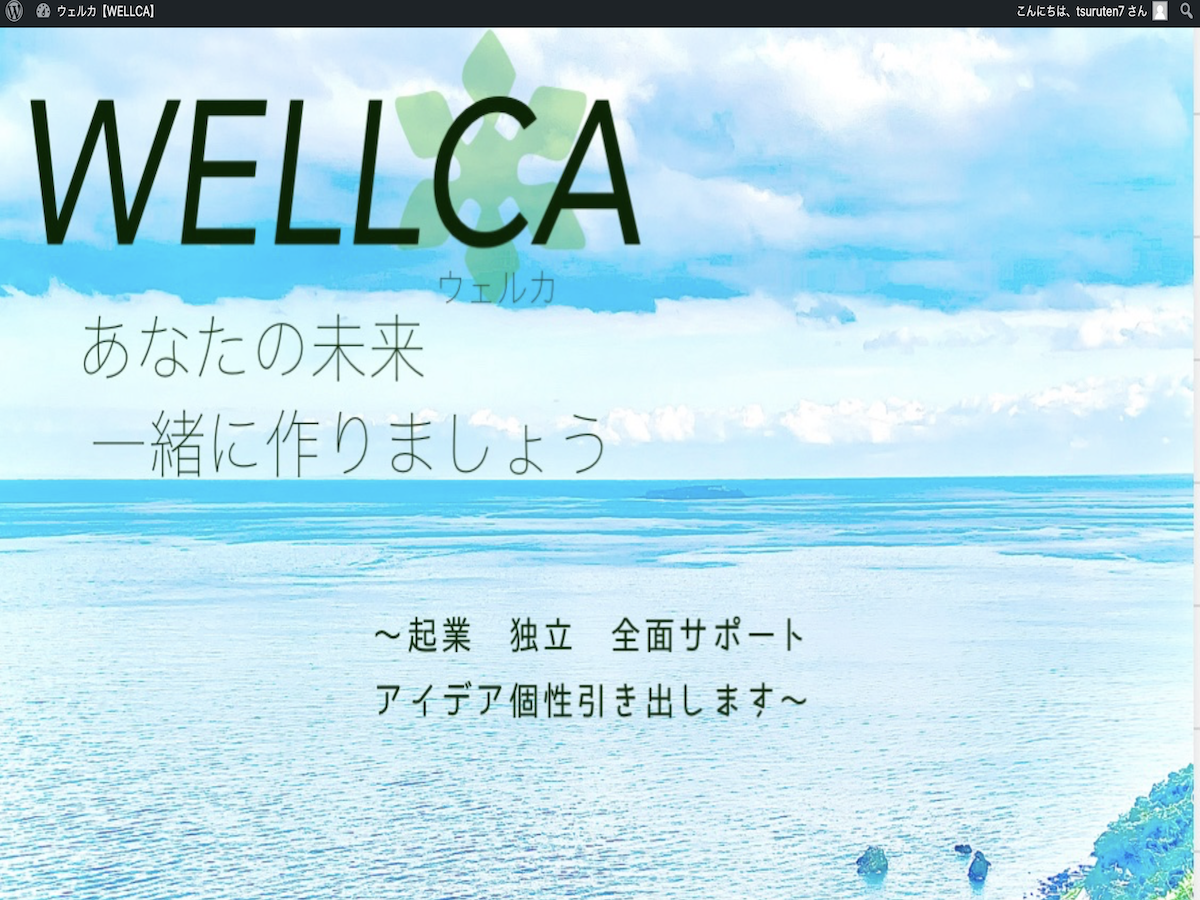 ウェルカ【WELLCA】
こんにちは、tsuruten7 さん
WELLCA
ウェルカ
あなたの未来
一緒に作りましょう
～起業　独立　全面サポート
アイデア個性引き出します～